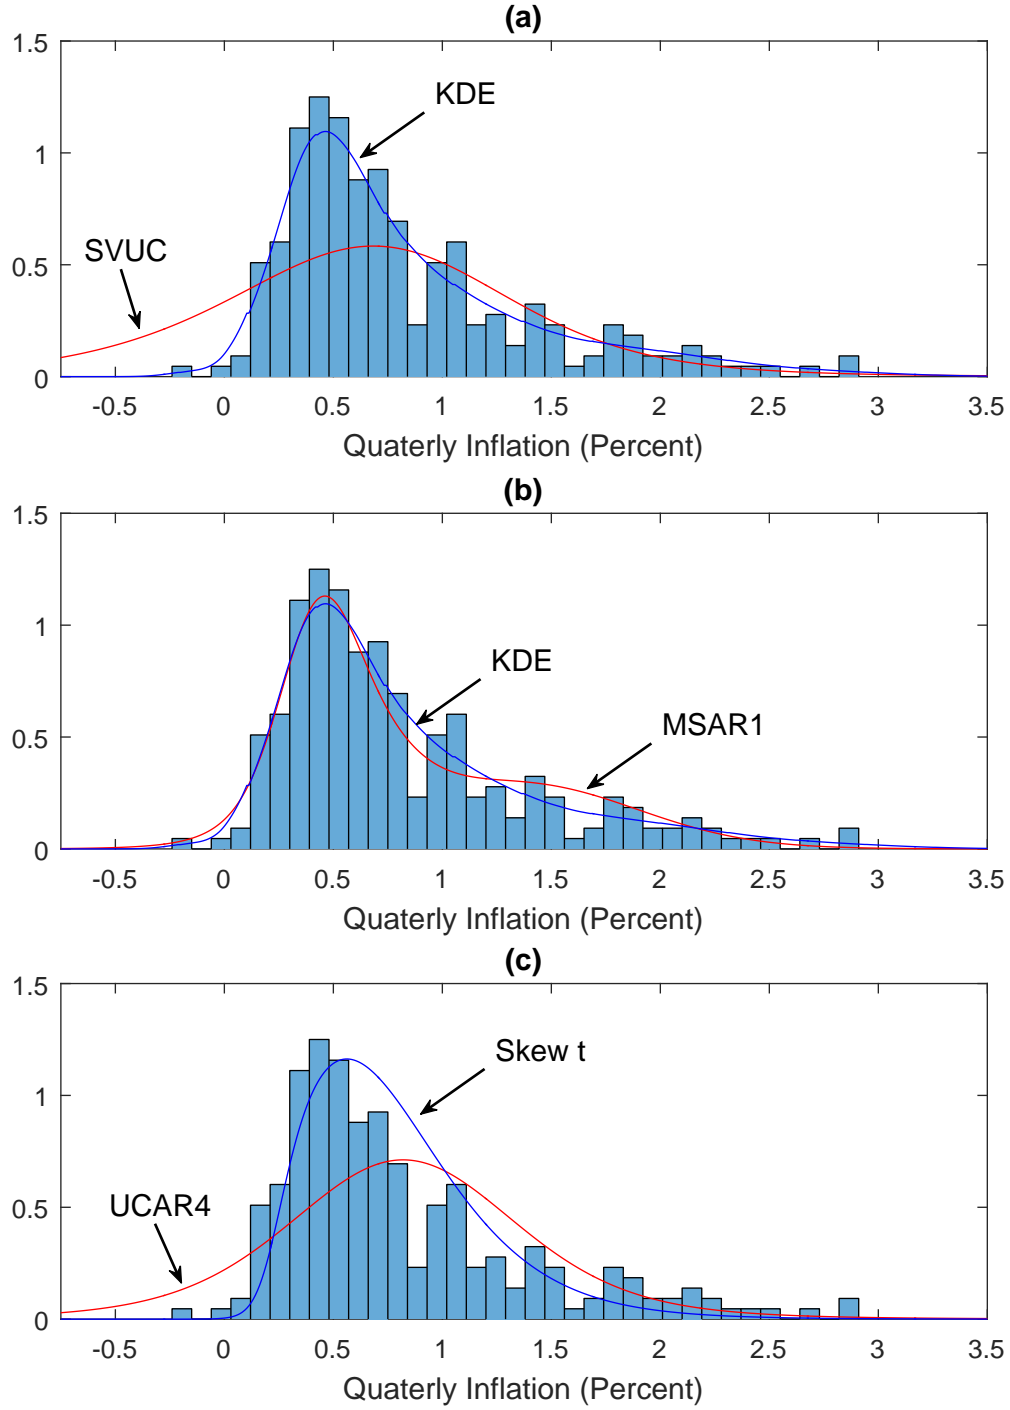 (a)
1.5
KDE
1
SVUC
0.5
0
-0.5 0 0.5 1 1.5 2 2.5 3 3.5
Quaterly Inflation (Percent)
(b)
1.5
1
KDE
MSAR1
0.5
0
-0.5 0 0.5 1 1.5 2 2.5 3 3.5
Quaterly Inflation (Percent)
(c)
1.5
Skew t
1
UCAR4
0.5
0
-0.5 0 0.5 1 1.5 2 2.5 3 3.5
Quaterly Inflation (Percent)